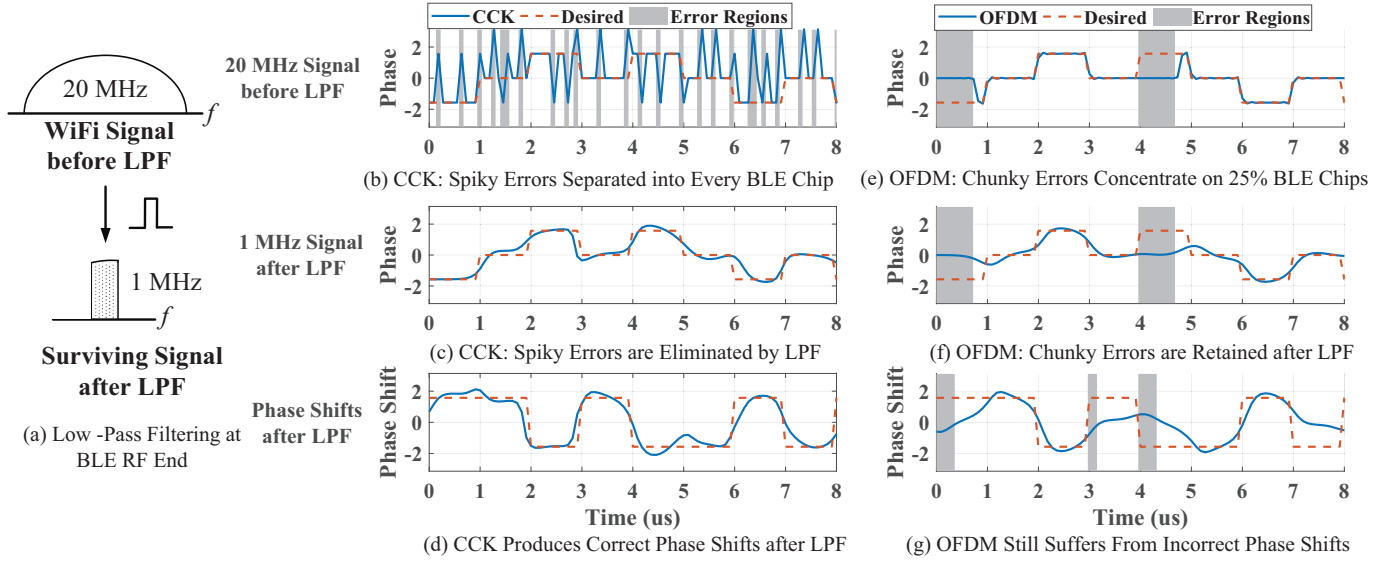 20 MHz
f
WiFi Signal
before LPF
1 MHz
f
Surviving Signal
after LPF
(a) Low -Pass Filtering at
BLE RF End
20 MHz Signal
before LPF
1 MHz Signal
after LPF
Phase Shifts
after LPF
CCK Desired Error Regions
Phase
2
0
-2
0 1 2 3 4 5 6 7 8
(b) CCK: Spiky Errors Separated into Every BLE Chip
Phase
2
0
-2
0 1 2 3 4 5 6 7 8
(c) CCK: Spiky Errors are Eliminated by LPF
Phase Shift
2
0
-2
0 1 2 3 4 5 6 7 8
Time (us)
(d) CCK Produces Correct Phase Shifts after LPF
OFDM Desired Error Regions
Phase
2
0
-2
0 1 2 3 4 5 6 7 8
(e) OFDM: Chunky Errors Concentrate on 25% BLE Chips
Phase
2
0
-2
0 1 2 3 4 5 6 7 8
(f) OFDM: Chunky Errors are Retained after LPF
Phase Shift
2
0
-2
0 1 2 3 4 5 6 7 8
Time (us)
(g) OFDM Still Suffers From Incorrect Phase Shifts